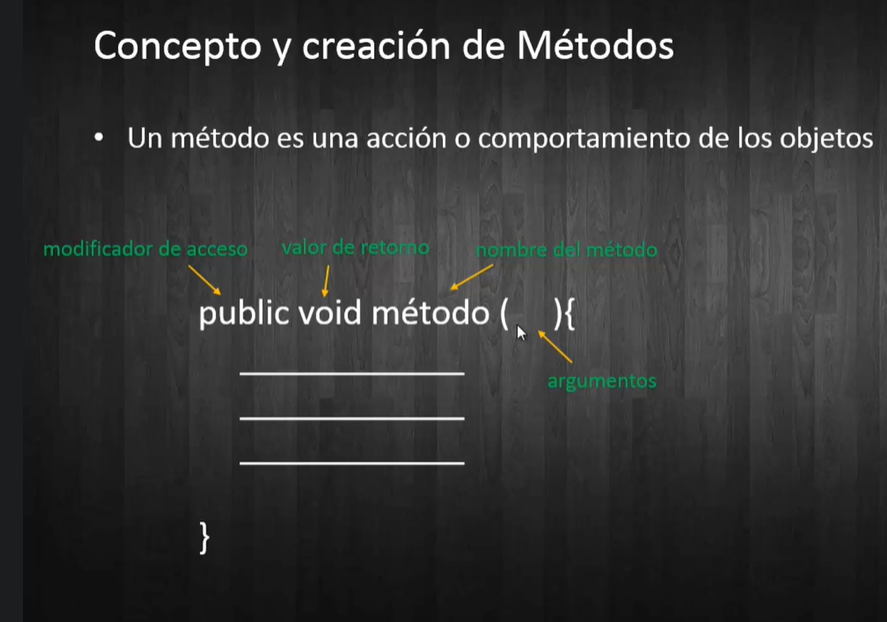 Concepto y creación de Métodos
• Un método es una acción o comportamiento de los objetos
modificador de acceso valor de retorno nombre del método
public void método ( ){
argumentos
}